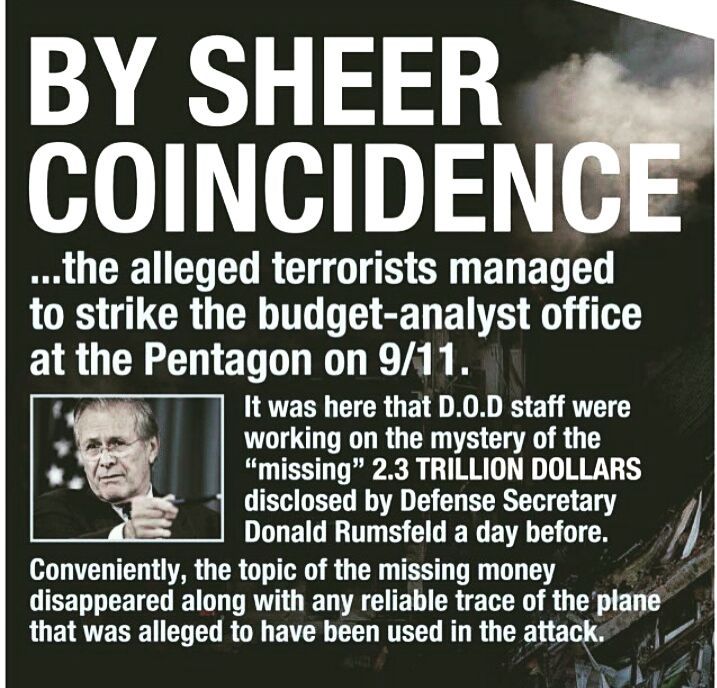 BY SHEER
COINCIDENCE
...the alleged terrorists managed
to strike the budget-analyst office
at the Pentagon on 9/11.
It was here that D.O.D staff were
working on the mystery of the
“missing” 2.3 TRILLION DOLLARS
disclosed by Defense Secretary
Donald Rumsfeld a day before.
Conveniently, the topic of the missing money
disappeared along with any reliable trace of the plane
that was alleged to have been used in the attack.